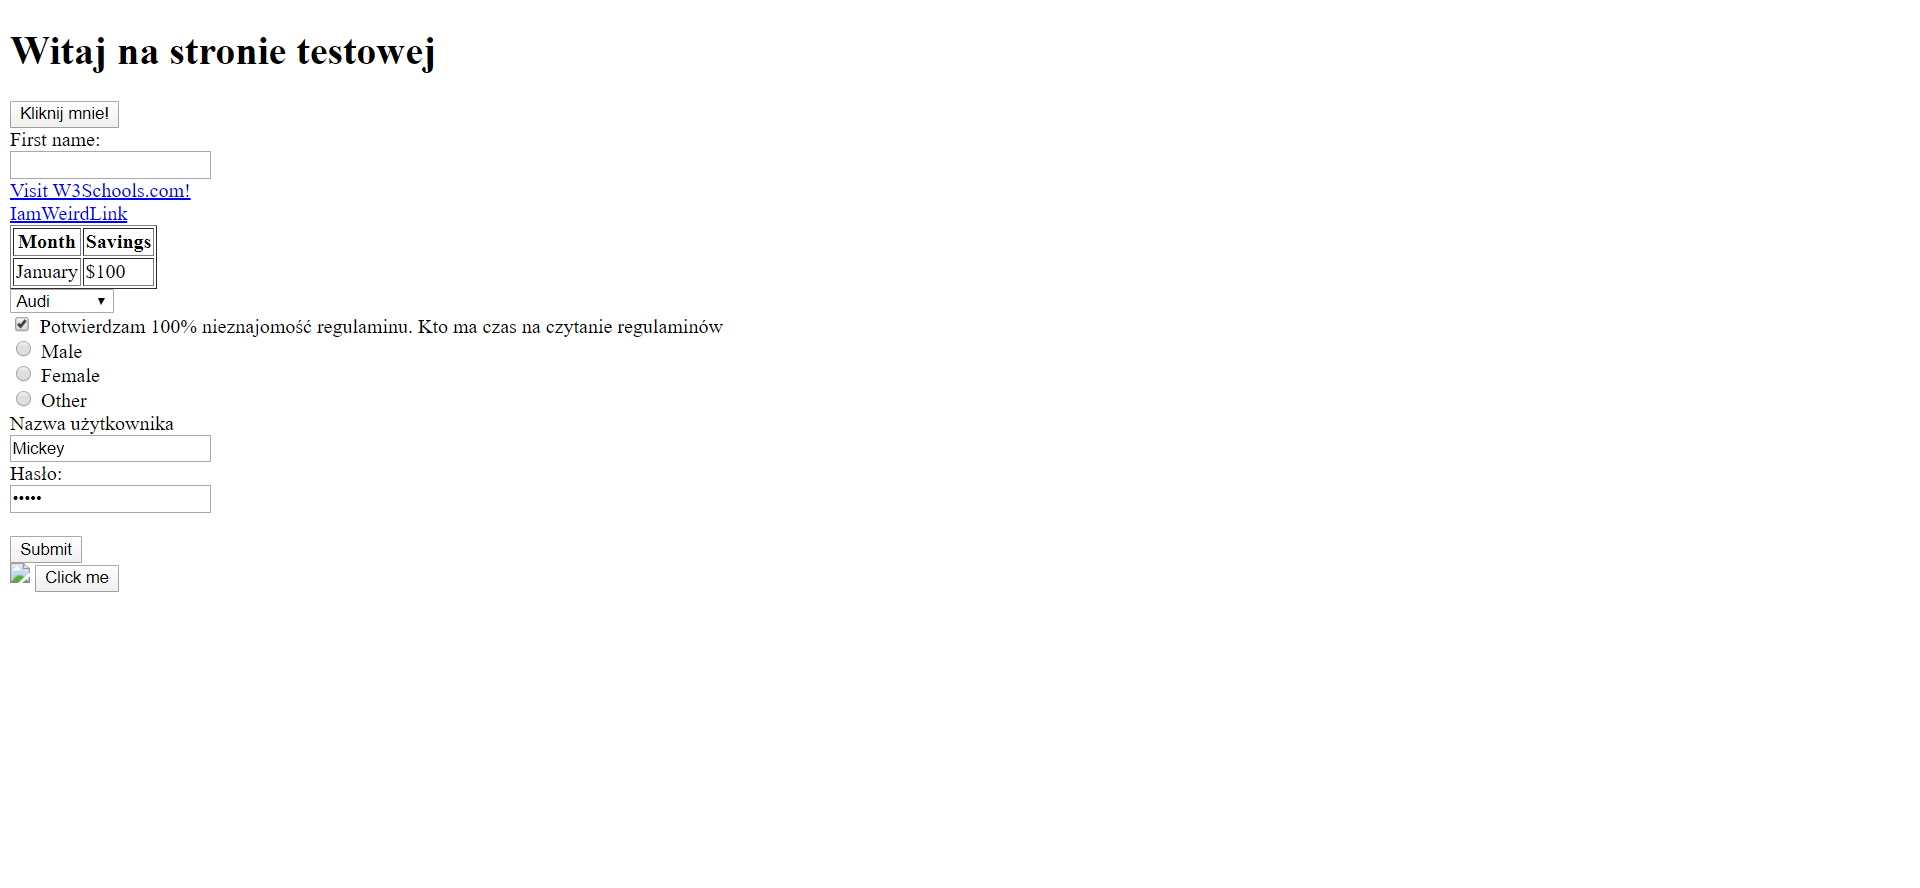 Witaj na stronie testowej
Kliknij mnie!
First name:
Visit W3Schools.com!
IamWeirdLink
Month Savings
January $100
Audi
Potwierdzam 100% nieznajomość regulaminu. Kto ma czas na czytanie regulaminów
Male
Female
Other
Nazwa użytkownika
Mickey
Hasło:
•••••
Submit
Click me